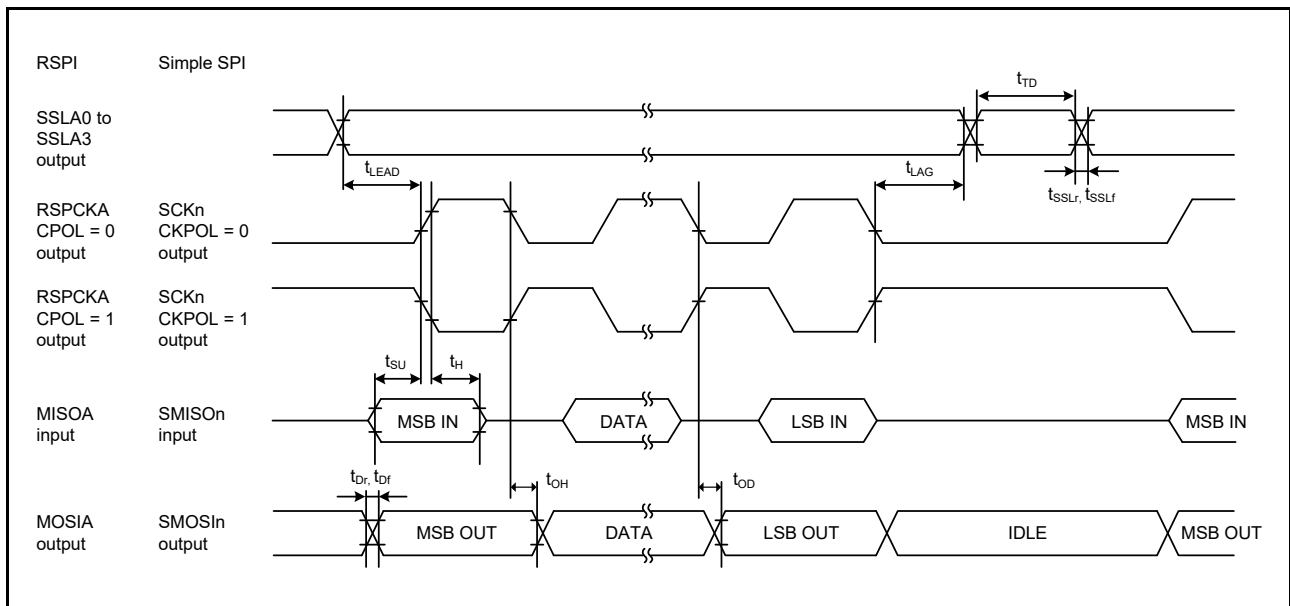 RSPI Simple SPI
tTD
SSLA0 to
SSLA3
output
tLEAD
tLAG
tSSLr, tSSLf
RSPCKA SCKn
CPOL = 0 CKPOL = 0
output output
RSPCKA SCKn
CPOL = 1 CKPOL = 1
output output
tSU tH
MISOA SMISOn
input input
MSB IN DATA LSB IN MSB IN
tDr, tDf
tOH tOD
MOSIA SMOSIn
output output
MSB OUT DATA LSB OUT IDLE MSB OUT